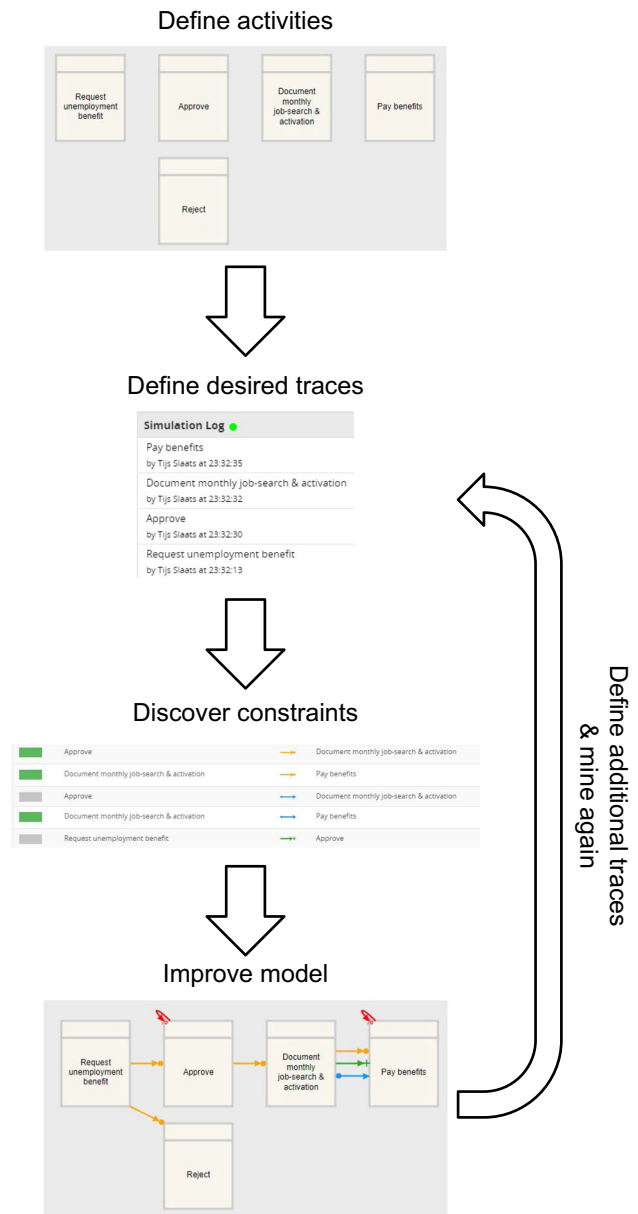 Define activities
Request
unemployment
benefit
Approve
Document
monthly
job-search &
activation
Pay benefits
Reject
Define desired traces
Simulation Log
Pay benefits
by Tijs Slaats at 23:32:35
Document monthly job-search & activation
by Tijs Slaats at 23:32:32
Approve
by Tijs Slaats at 23:32:30
Request unemployment benefit
by Tijs Slaats at 23:32:13
Discover constraints
Approve Document monthly job-search & activation
Document monthly job-search & activation Pay benefits
Approve Document monthly job-search & activation
Document monthly job-search & activation Pay benefits
Request unemployment benefit Approve
Improve model
Request
unemployment
benefit
Approve
Document
monthly
job-search &
activation
Pay benefits
Reject
Define additional traces
& mine again